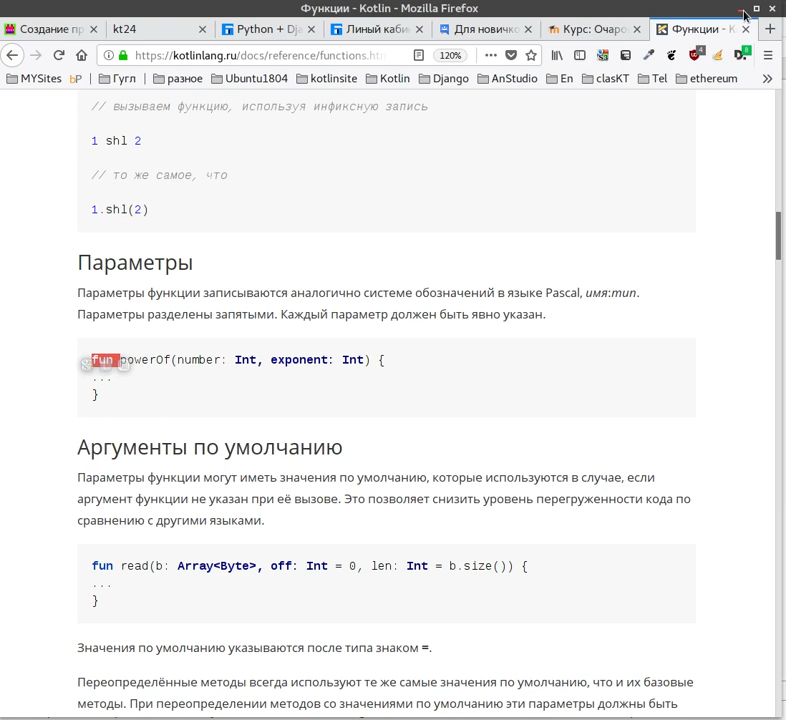 Функции - Kotlin - Mozilla Firefox
Создание пр
kt24
Python + Dja
Линый каби
Для новичко
Курс: Очаро
Функции - K
https://kotlinlang.ru/docs/reference/functions.htm
120%
4
8
MYSites
bP
Гугл
разное
Ubuntu1804
kotlinsite
Kotlin
Django
AnStudio
En
clasKT
Tel
ethereum
// вызываем функцию, используя инфиксную запись
1 shl 2
// то же самое, что
1.shl(2)
Параметры
Параметры функции записываются аналогично системе обозначений в языке Pascal, имя:тип.
Параметры разделены запятыми. Каждый параметр должен быть явно указан.
fun powerOf(number: Int, exponent: Int) {
...
}
Аргументы по умолчанию
Параметры функции могут иметь значения по умолчанию, которые используются в случае, если
аргумент функции не указан при её вызове. Это позволяет снизить уровень перегруженности кода по
сравнению с другими языками.
fun read(b: Array<Byte>, off: Int = 0, len: Int = b.size()) {
...
}
Значения по умолчанию указываются после типа знаком =.
Переопределённые методы всегда используют те же самые значения по умолчанию, что и их базовые
методы. При переопределении методов со значениями по умолчанию эти параметры должны быть